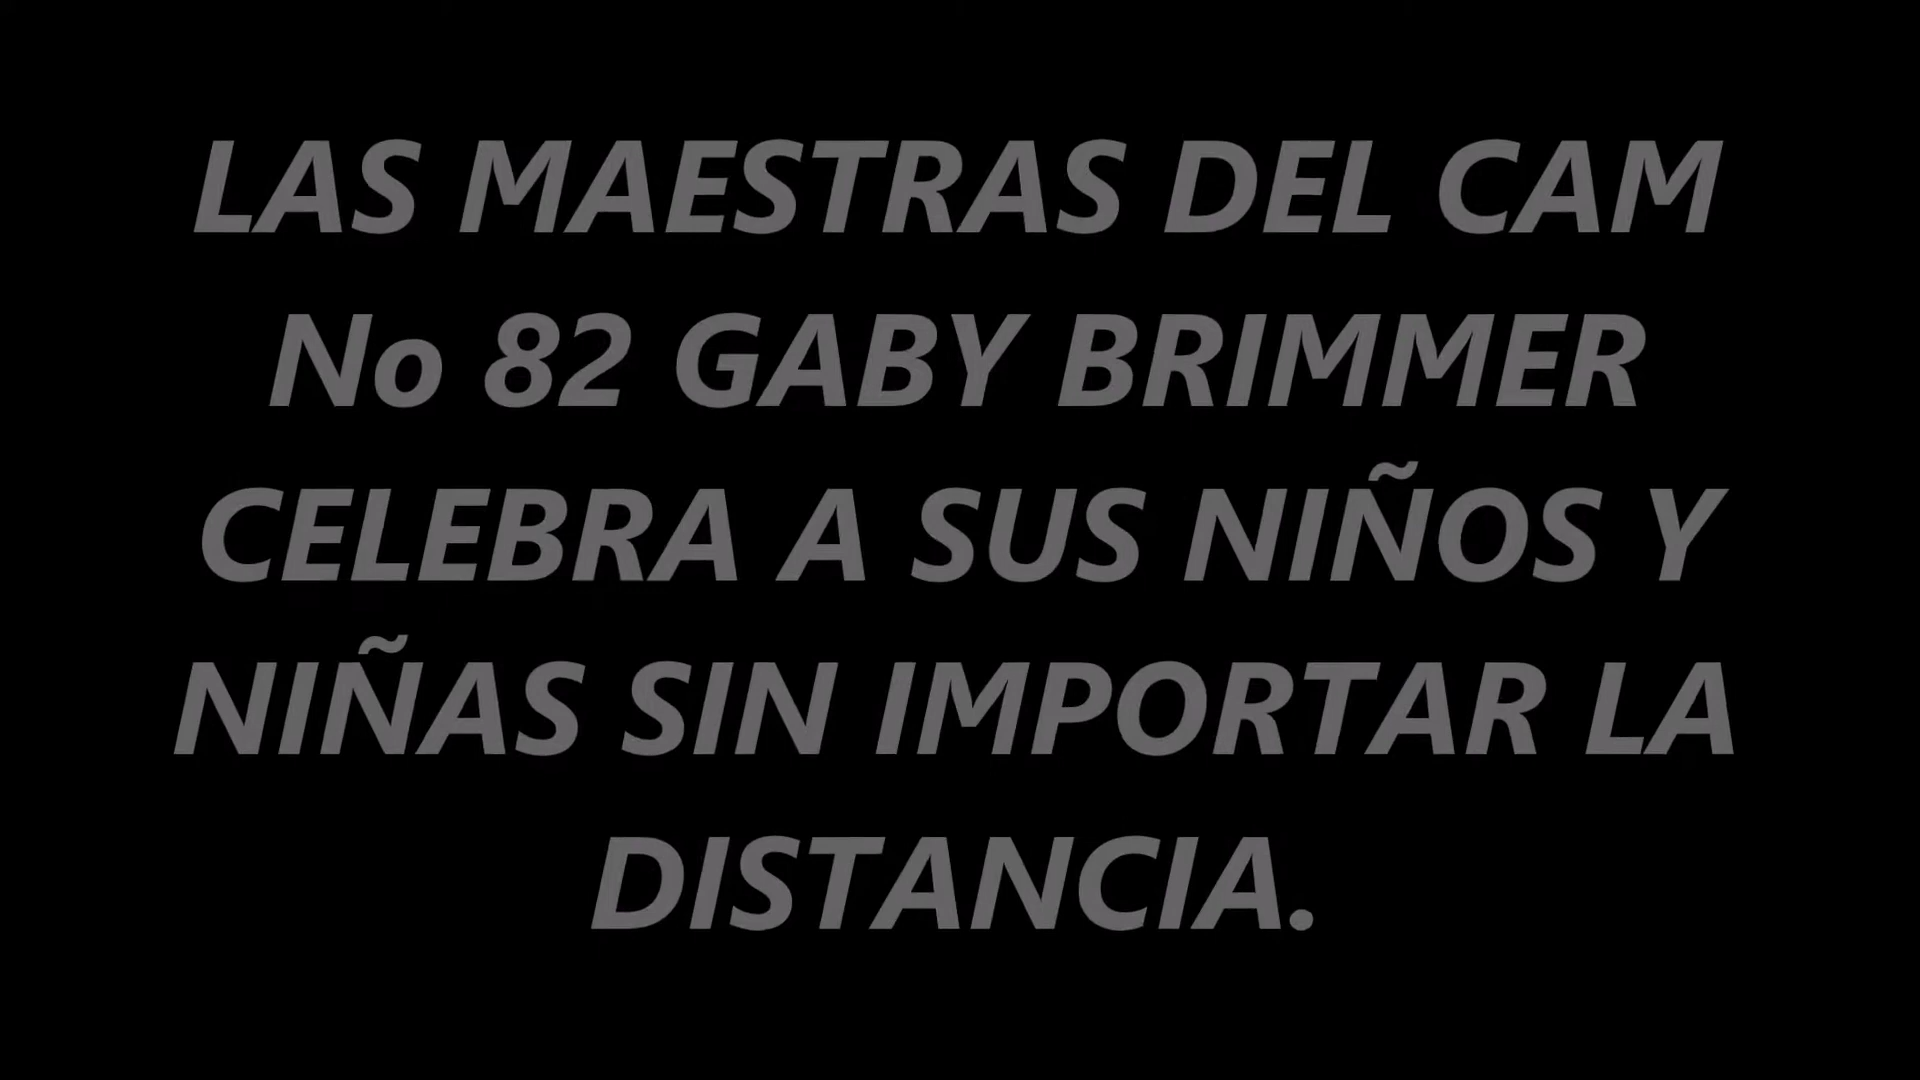 LAS MAESTRAS DEL CAM
No 82 GABY BRIMMER
CELEBRA A SUS NIÑOS Y
NIÑAS SIN IMPORTAR LA
DISTANCIA.